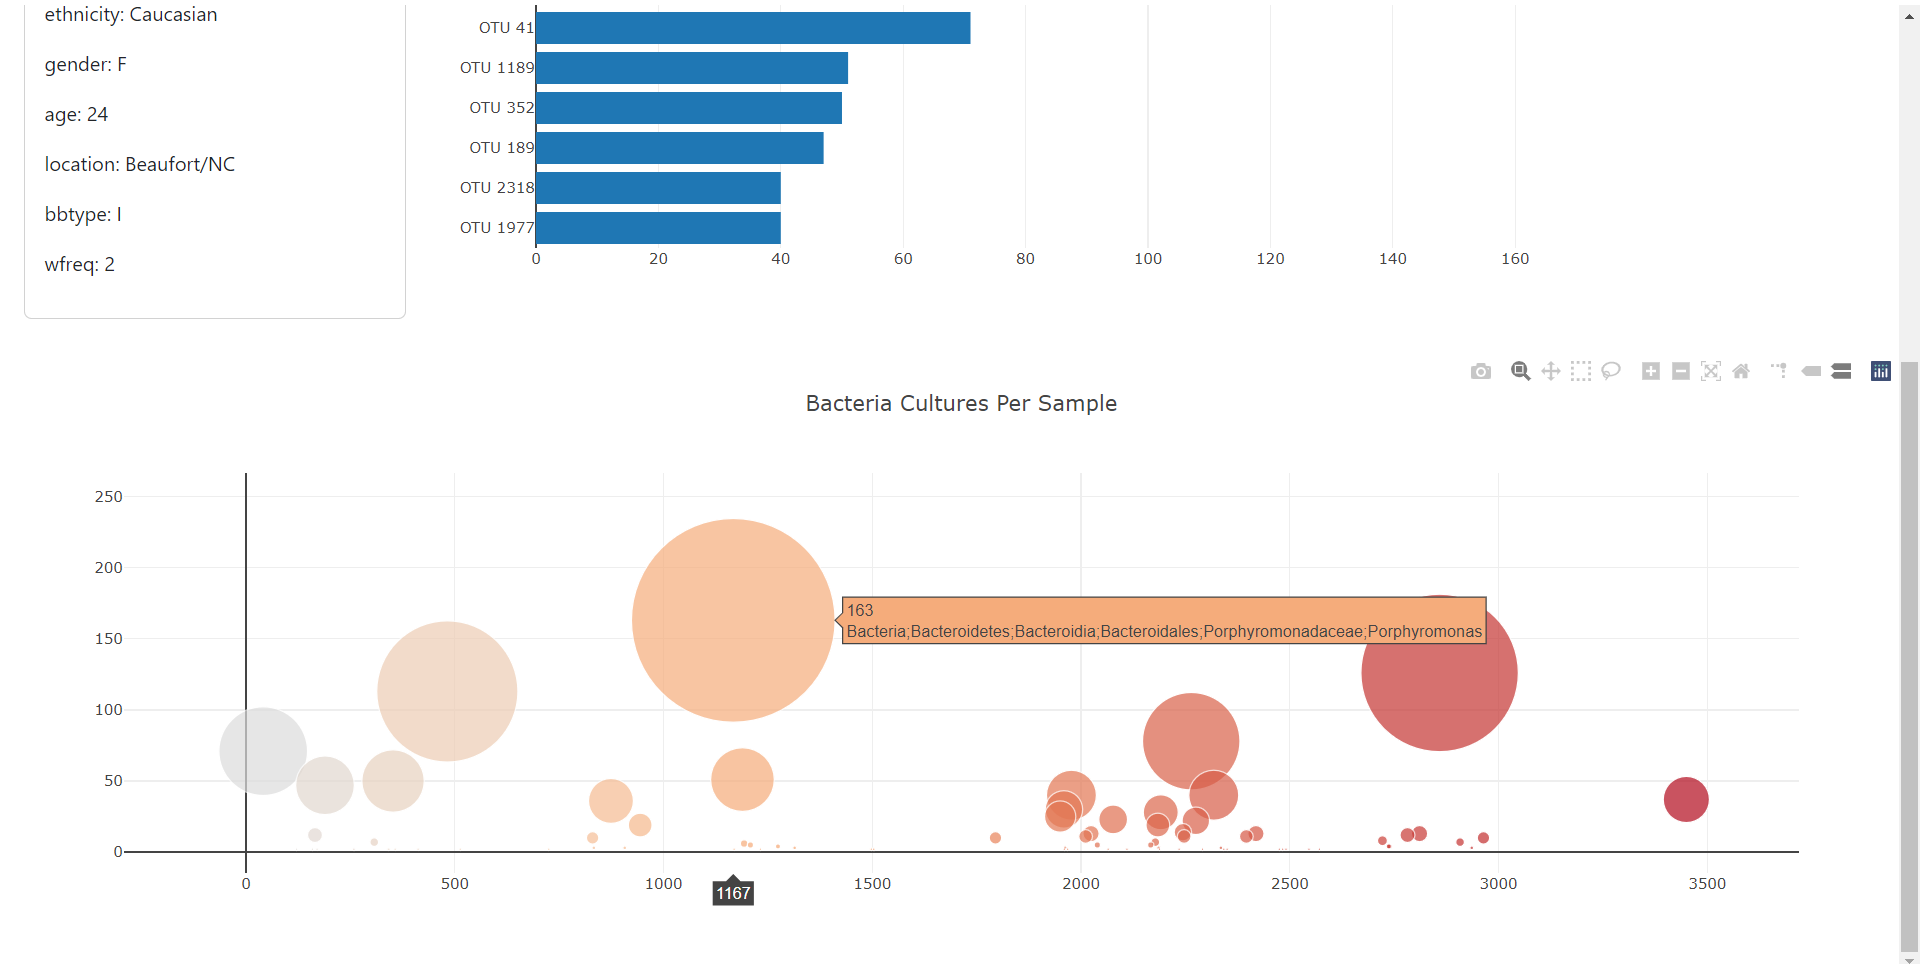 ethnicity: Caucasian
gender: F
age: 24
location: Beaufort/NC
bbtype: I
wfreq: 2
OTU 41
OTU 1189
OTU 352
OTU 189
OTU 2318
OTU 1977
0 20 40 60 80 100 120 140 160
Bacteria Cultures Per Sample
250
200
150
100
50
0
163
Bacteria;Bacteroidetes;Bacteroidia;Bacteroidales;Porphyromonadaceae;Porphyromonas
0 500 1000 1500 2000 2500 3000 3500
1167